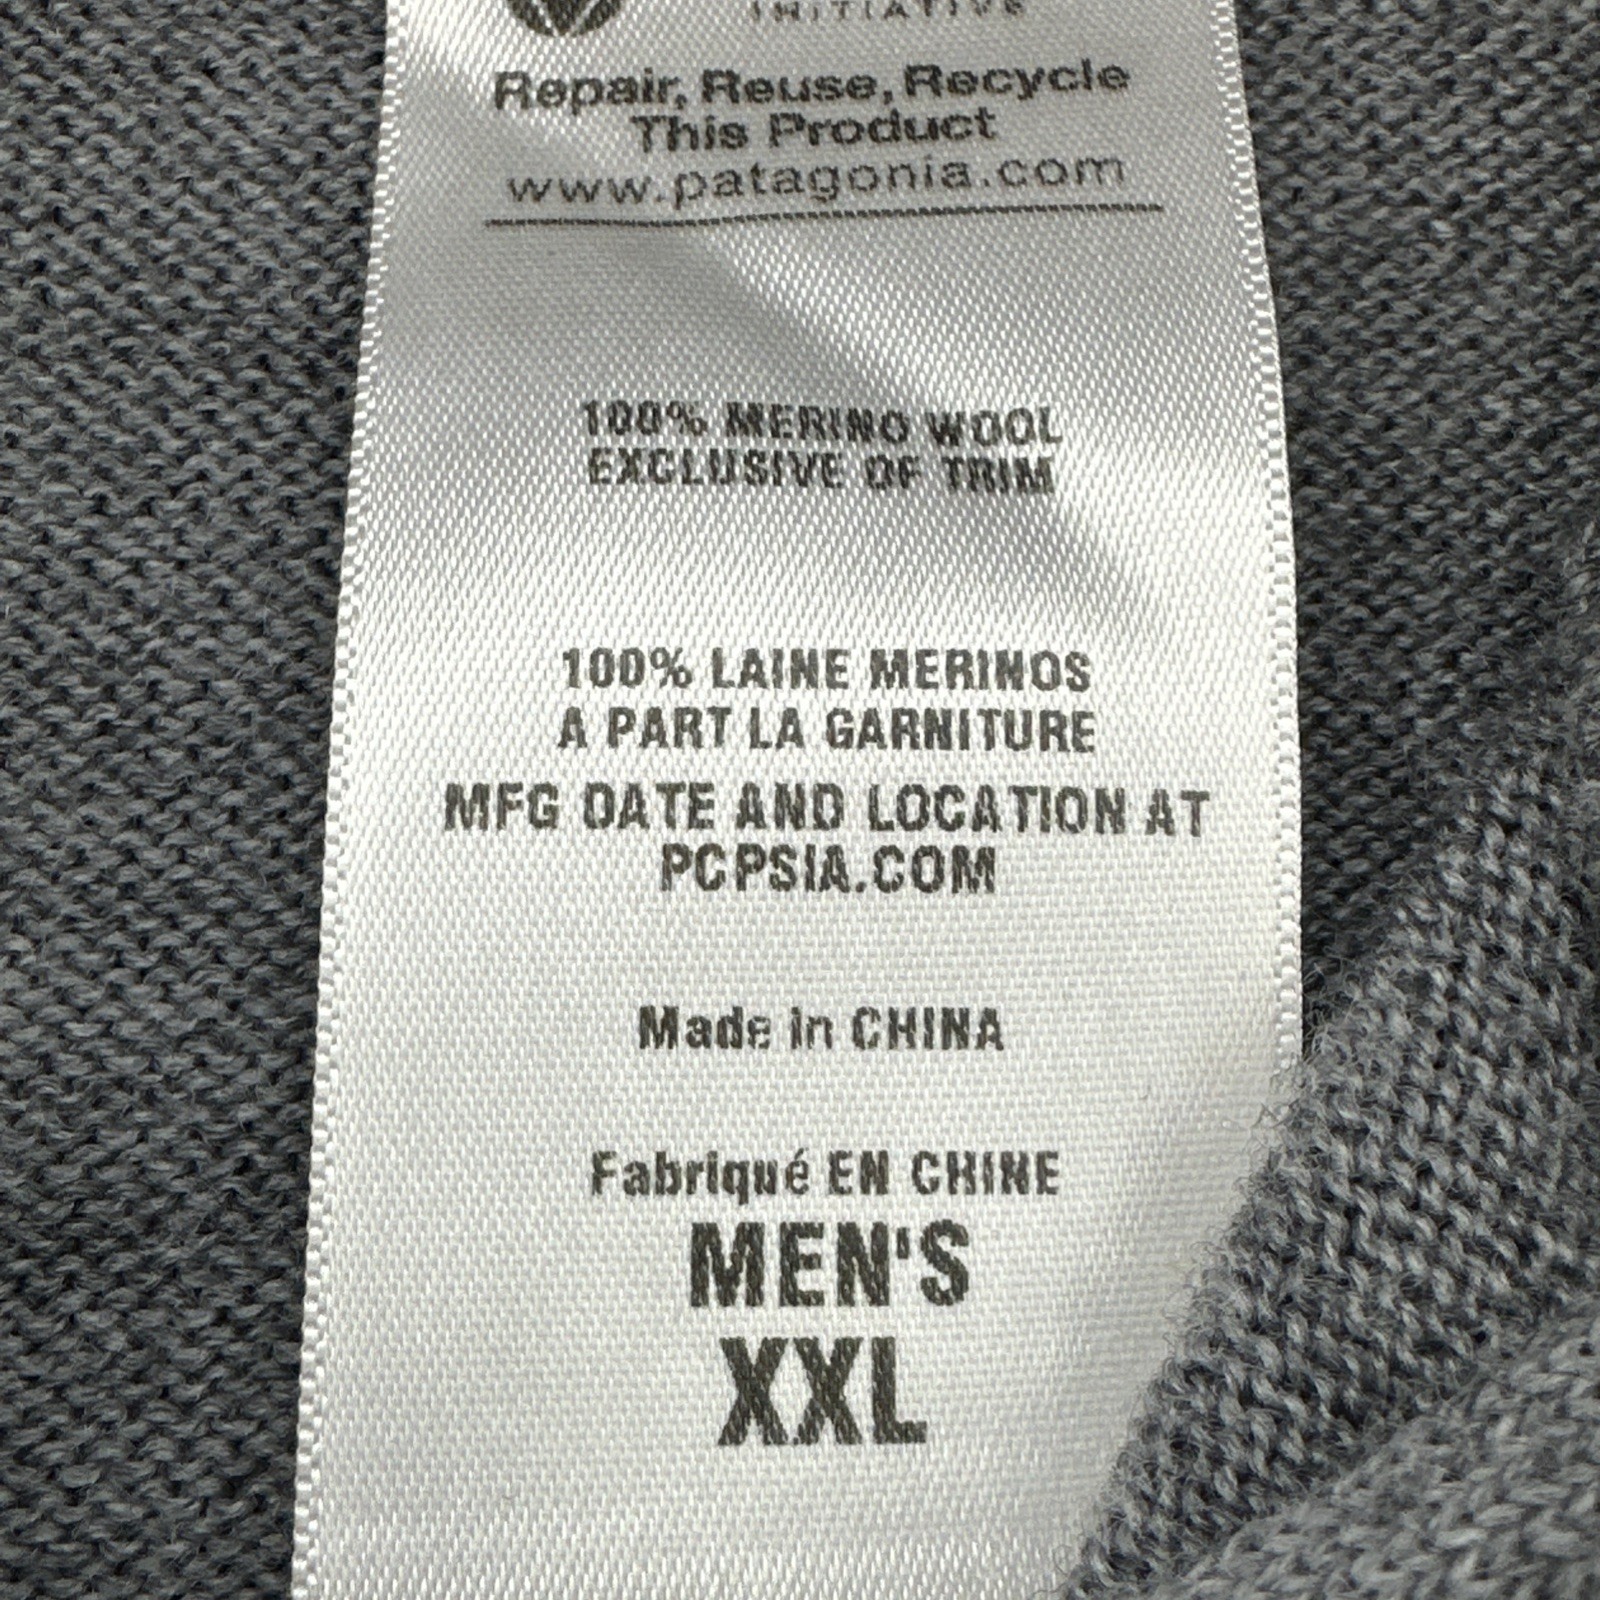 INITIATIVE
Repair, Reuse, Recycle
This Product
www.patagonia.com
100% MERINO WOOL
EXCLUSIVE OF TRIM
100% LAINE MERINOS
A PART LA GARNITURE
MFG DATE AND LOCATION AT
PCPSIA.COM
Made in CHINA
Fabriqué EN CHINE
MEN'S
XXL